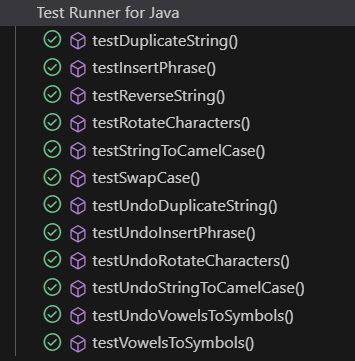 Test Runner for Java
testDuplicateString()
testInsertPhrase()
testReverseString()
testRotateCharacters()
testStringToCamelCase()
testSwapCase()
testUndoDuplicateString()
testUndoInsertPhrase()
testUndoRotateCharacters()
testUndoStringToCamelCase()
testUndoVowelsToSymbols()
testVowelsToSymbols()